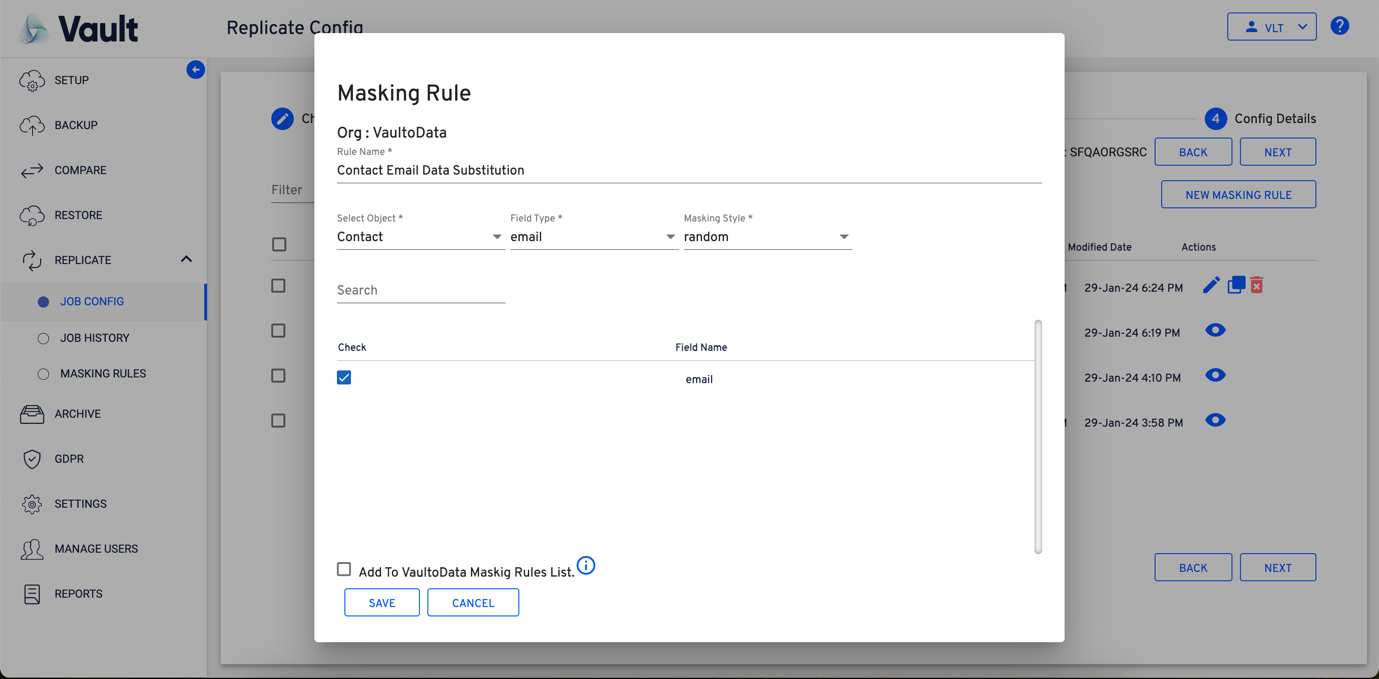 Vault
Replicate Config
VLT
?
SETUP
BACKUP
COMPARE
RESTORE
REPLICATE
JOB CONFIG
JOB HISTORY
MASKING RULES
ARCHIVE
GDPR
SETTINGS
MANAGE USERS
REPORTS
Filter
Masking Rule
Org : VaultoData
Rule Name *
Contact Email Data Substitution
Select Object * Field Type * Masking Style *
Contact email random
Search
Check Field Name
email
Add To VaultoData Maskig Rules List.
SAVE CANCEL
4 Config Details
: SFQAORGSRC BACK NEXT
NEW MASKING RULE
Modified Date Actions
29-Jan-24 6:24 PM
29-Jan-24 6:19 PM
29-Jan-24 4:10 PM
29-Jan-24 3:58 PM
BACK NEXT